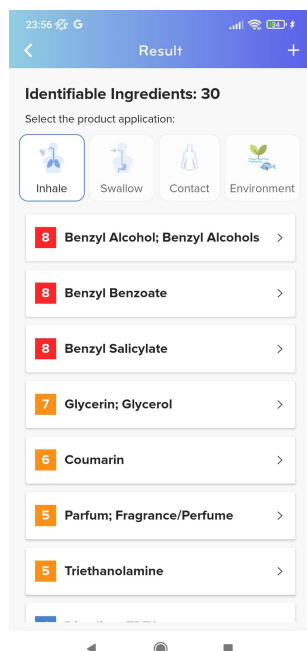 23:56 G 34
Result
Identifiable Ingredients: 30
Select the product application:
Inhale Swallow Contact Environment
8 Benzyl Alcohol; Benzyl Alcohols
8 Benzyl Benzoate
8 Benzyl Salicylate
7 Glycerin; Glycerol
6 Coumarin
5 Parfum; Fragrance/Perfume
5 Triethanolamine